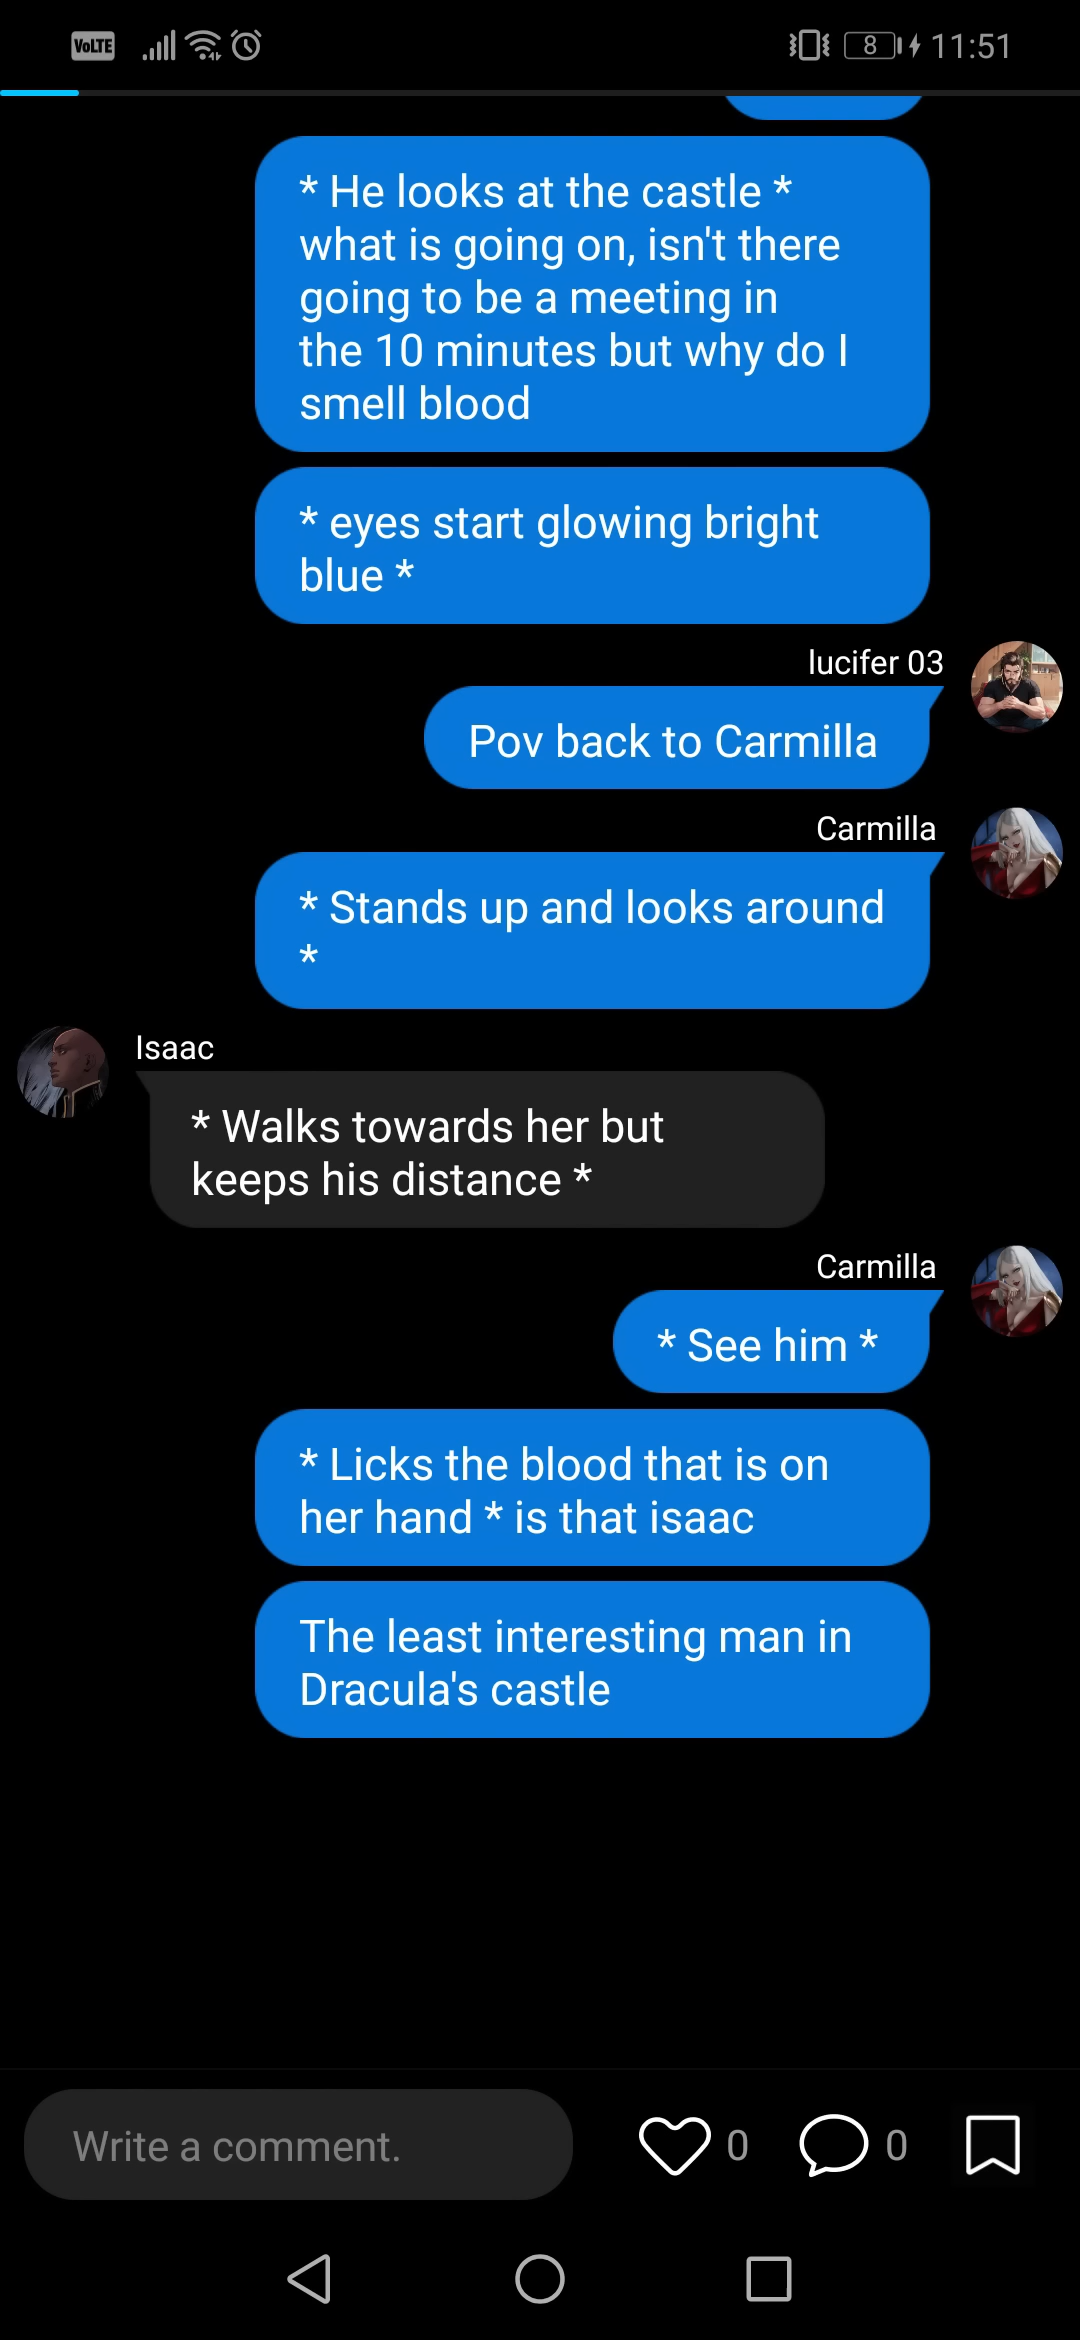 VoLTE 8 11:51
* He looks at the castle *
what is going on, isn't there
going to be a meeting in
the 10 minutes but why do I
smell blood
* eyes start glowing bright
blue *
lucifer 03
Pov back to Carmilla
Carmilla
* Stands up and looks around
*
Isaac
* Walks towards her but
keeps his distance *
Carmilla
* See him *
* Licks the blood that is on
her hand * is that isaac
The least interesting man in
Dracula's castle
Write a comment. 0 0